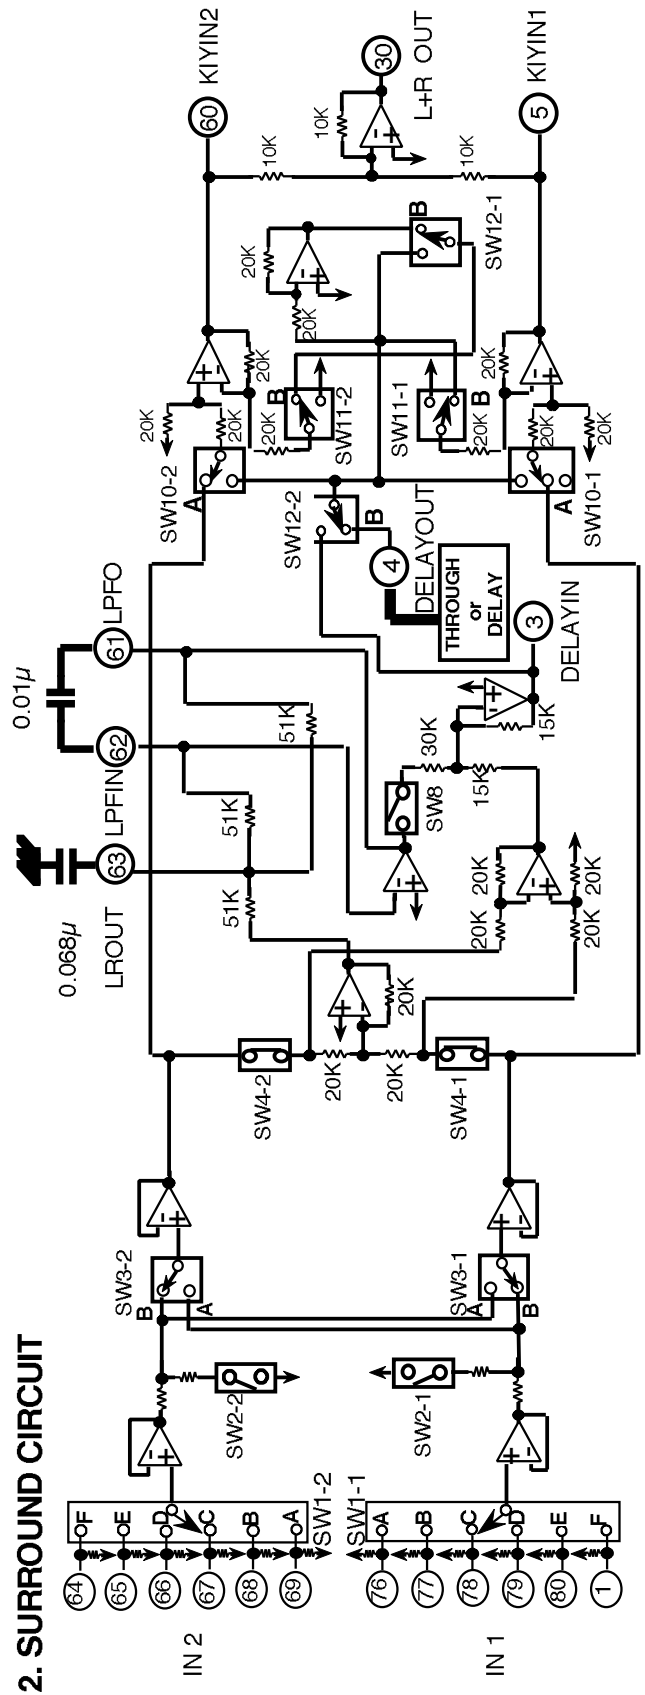 2. SURROUND CIRCUIT
IN 2
64
65
66
67
68
69
F
E
D
C
B
A
SW1-2
IN 1
76
77
78
79
80
1
A
B
C
D
E
F
SW1-1
- +
+ -
SW2-2
SW2-1
SW3-2
B
A
SW3-1
A
B
- +
+ -
SW4-2
SW4-1
20K
20K
+ -
20K
0.068µ
LROUT
63
51K
51K
51K
0.01µ
LPFIN
62
LPFO
61
- +
SW8
20K
20K
- +
20K
20K
30K
15K
- +
15K
3
DELAYIN
THROUGH
or
DELAY
4
DELAYOUT
SW12-2
B
SW10-2
A
20K
20K
+ -
20K
20K
SW11-2
B
SW11-1
B
20K
SW10-1
A
20K
20K
20K
- +
20K
20K
- +
SW12-1
B
10K
10K
10K
- +
60
KIYIN2
30
L+R OUT
5
KIYIN1